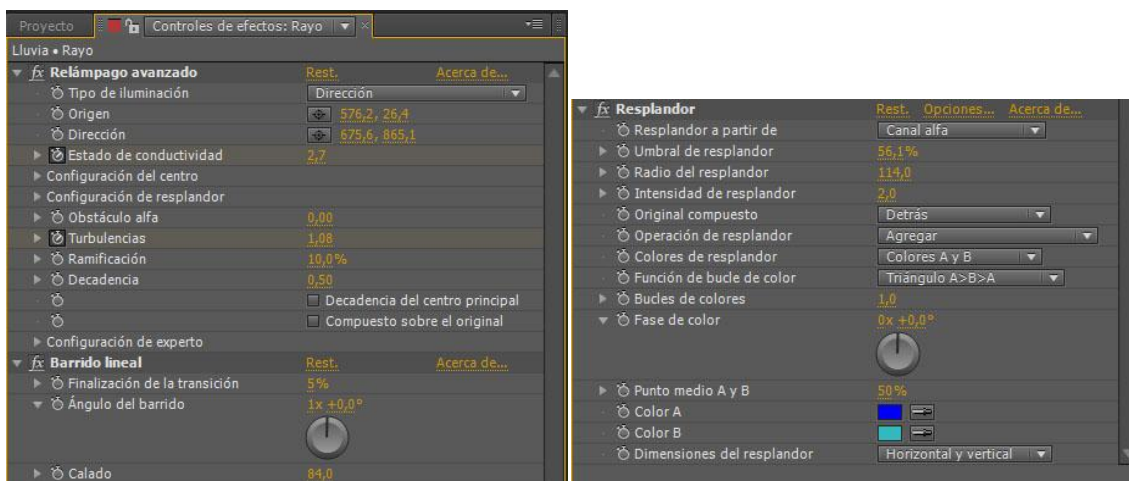 Proyecto Controles de efectos: Rayo
Lluvia • Rayo
fx Relámpago avanzado Rest. Acerca de...
Tipo de iluminación Dirección
Origen 576,2, 26,4
Dirección 675,6, 865,1
Estado de conductividad 2,7
Configuración del centro
Configuración de resplandor
Obstáculo alfa 0,00
Turbulencias 1,08
Ramificación 10,0%
Decadencia 0,50
Decadencia del centro principal
Compuesto sobre el original
Configuración de experto
fx Barrido lineal Rest. Acerca de...
Finalización de la transición 5%
Ángulo del barrido 1x +0,0°
Calado 84,0
fx Resplandor Rest. Opciones... Acerca de...
Resplandor a partir de Canal alfa
Umbral de resplandor 56,1%
Radio del resplandor 114,0
Intensidad de resplandor 2,0
Original compuesto Detrás
Operación de resplandor Agregar
Colores de resplandor Colores A y B
Función de bucle de color Triángulo A>B>A
Bucles de colores 1,0
Fase de color 0x +0,0°
Punto medio A y B 50%
Color A
Color B
Dimensiones del resplandor Horizontal y vertical